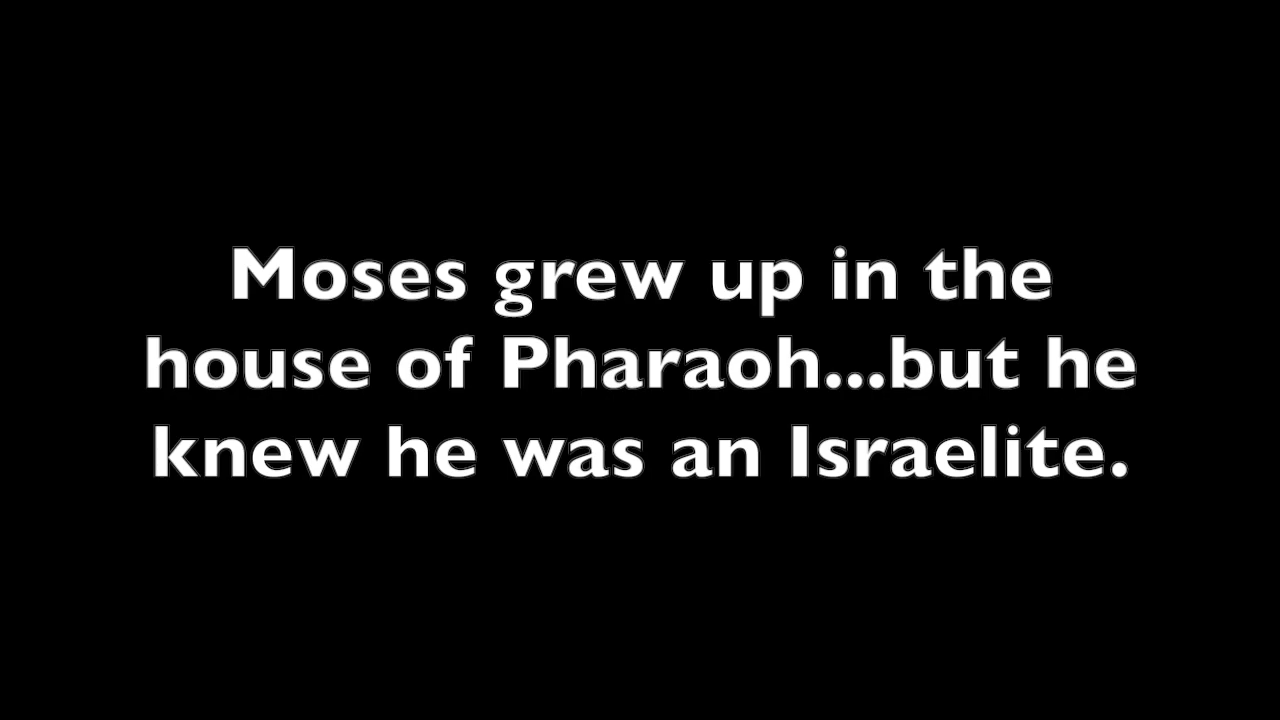 Moses grew up in the
house of Pharaoh...but he
knew he was an Israelite.